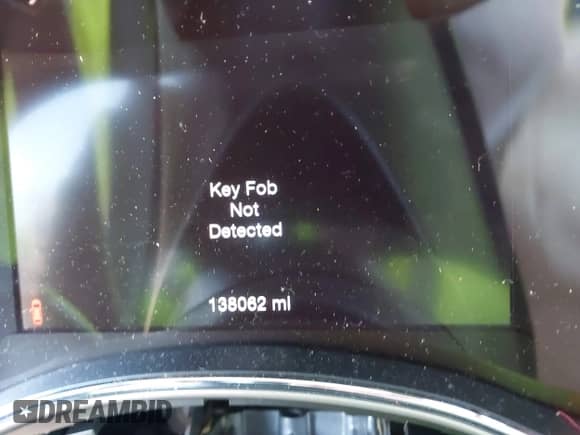 Key Fob
Not
Detected
138062 mi
DREAMBID